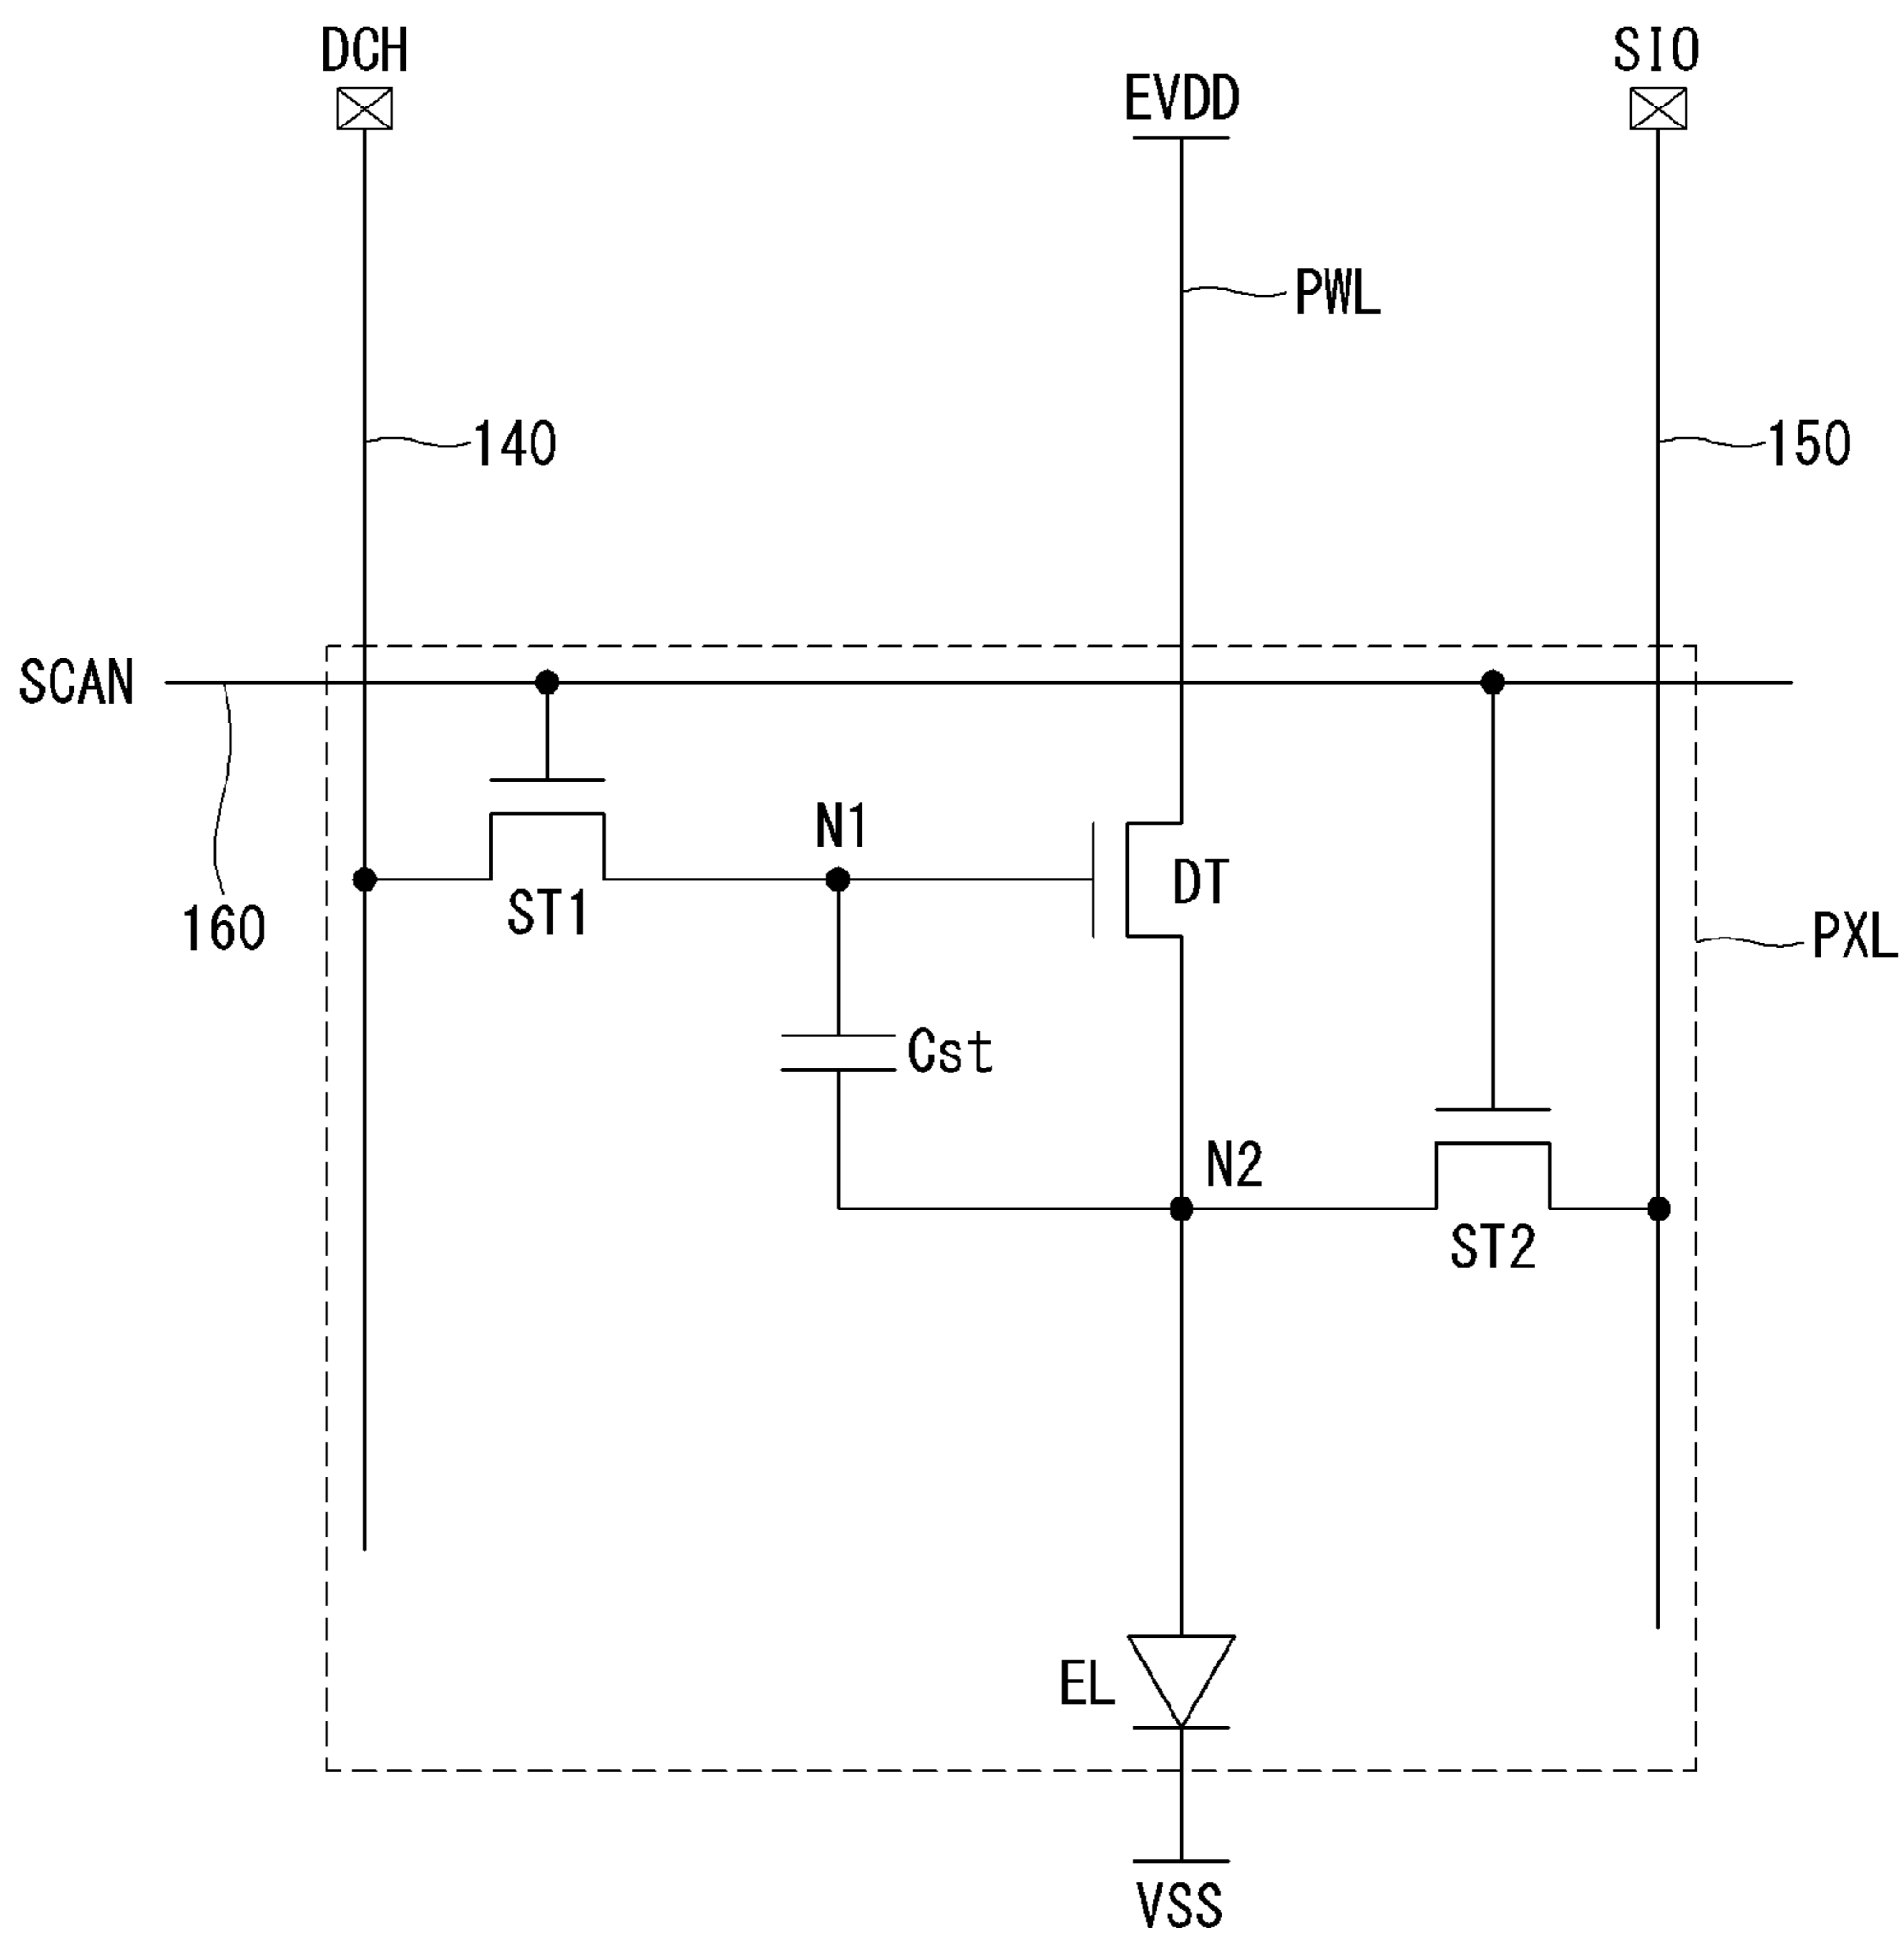 DCH
SIO
EVDD
PWL
140
150
SCAN
N1
DT
ST1
160
PXL
Cst
N2
ST2
EL
VSS